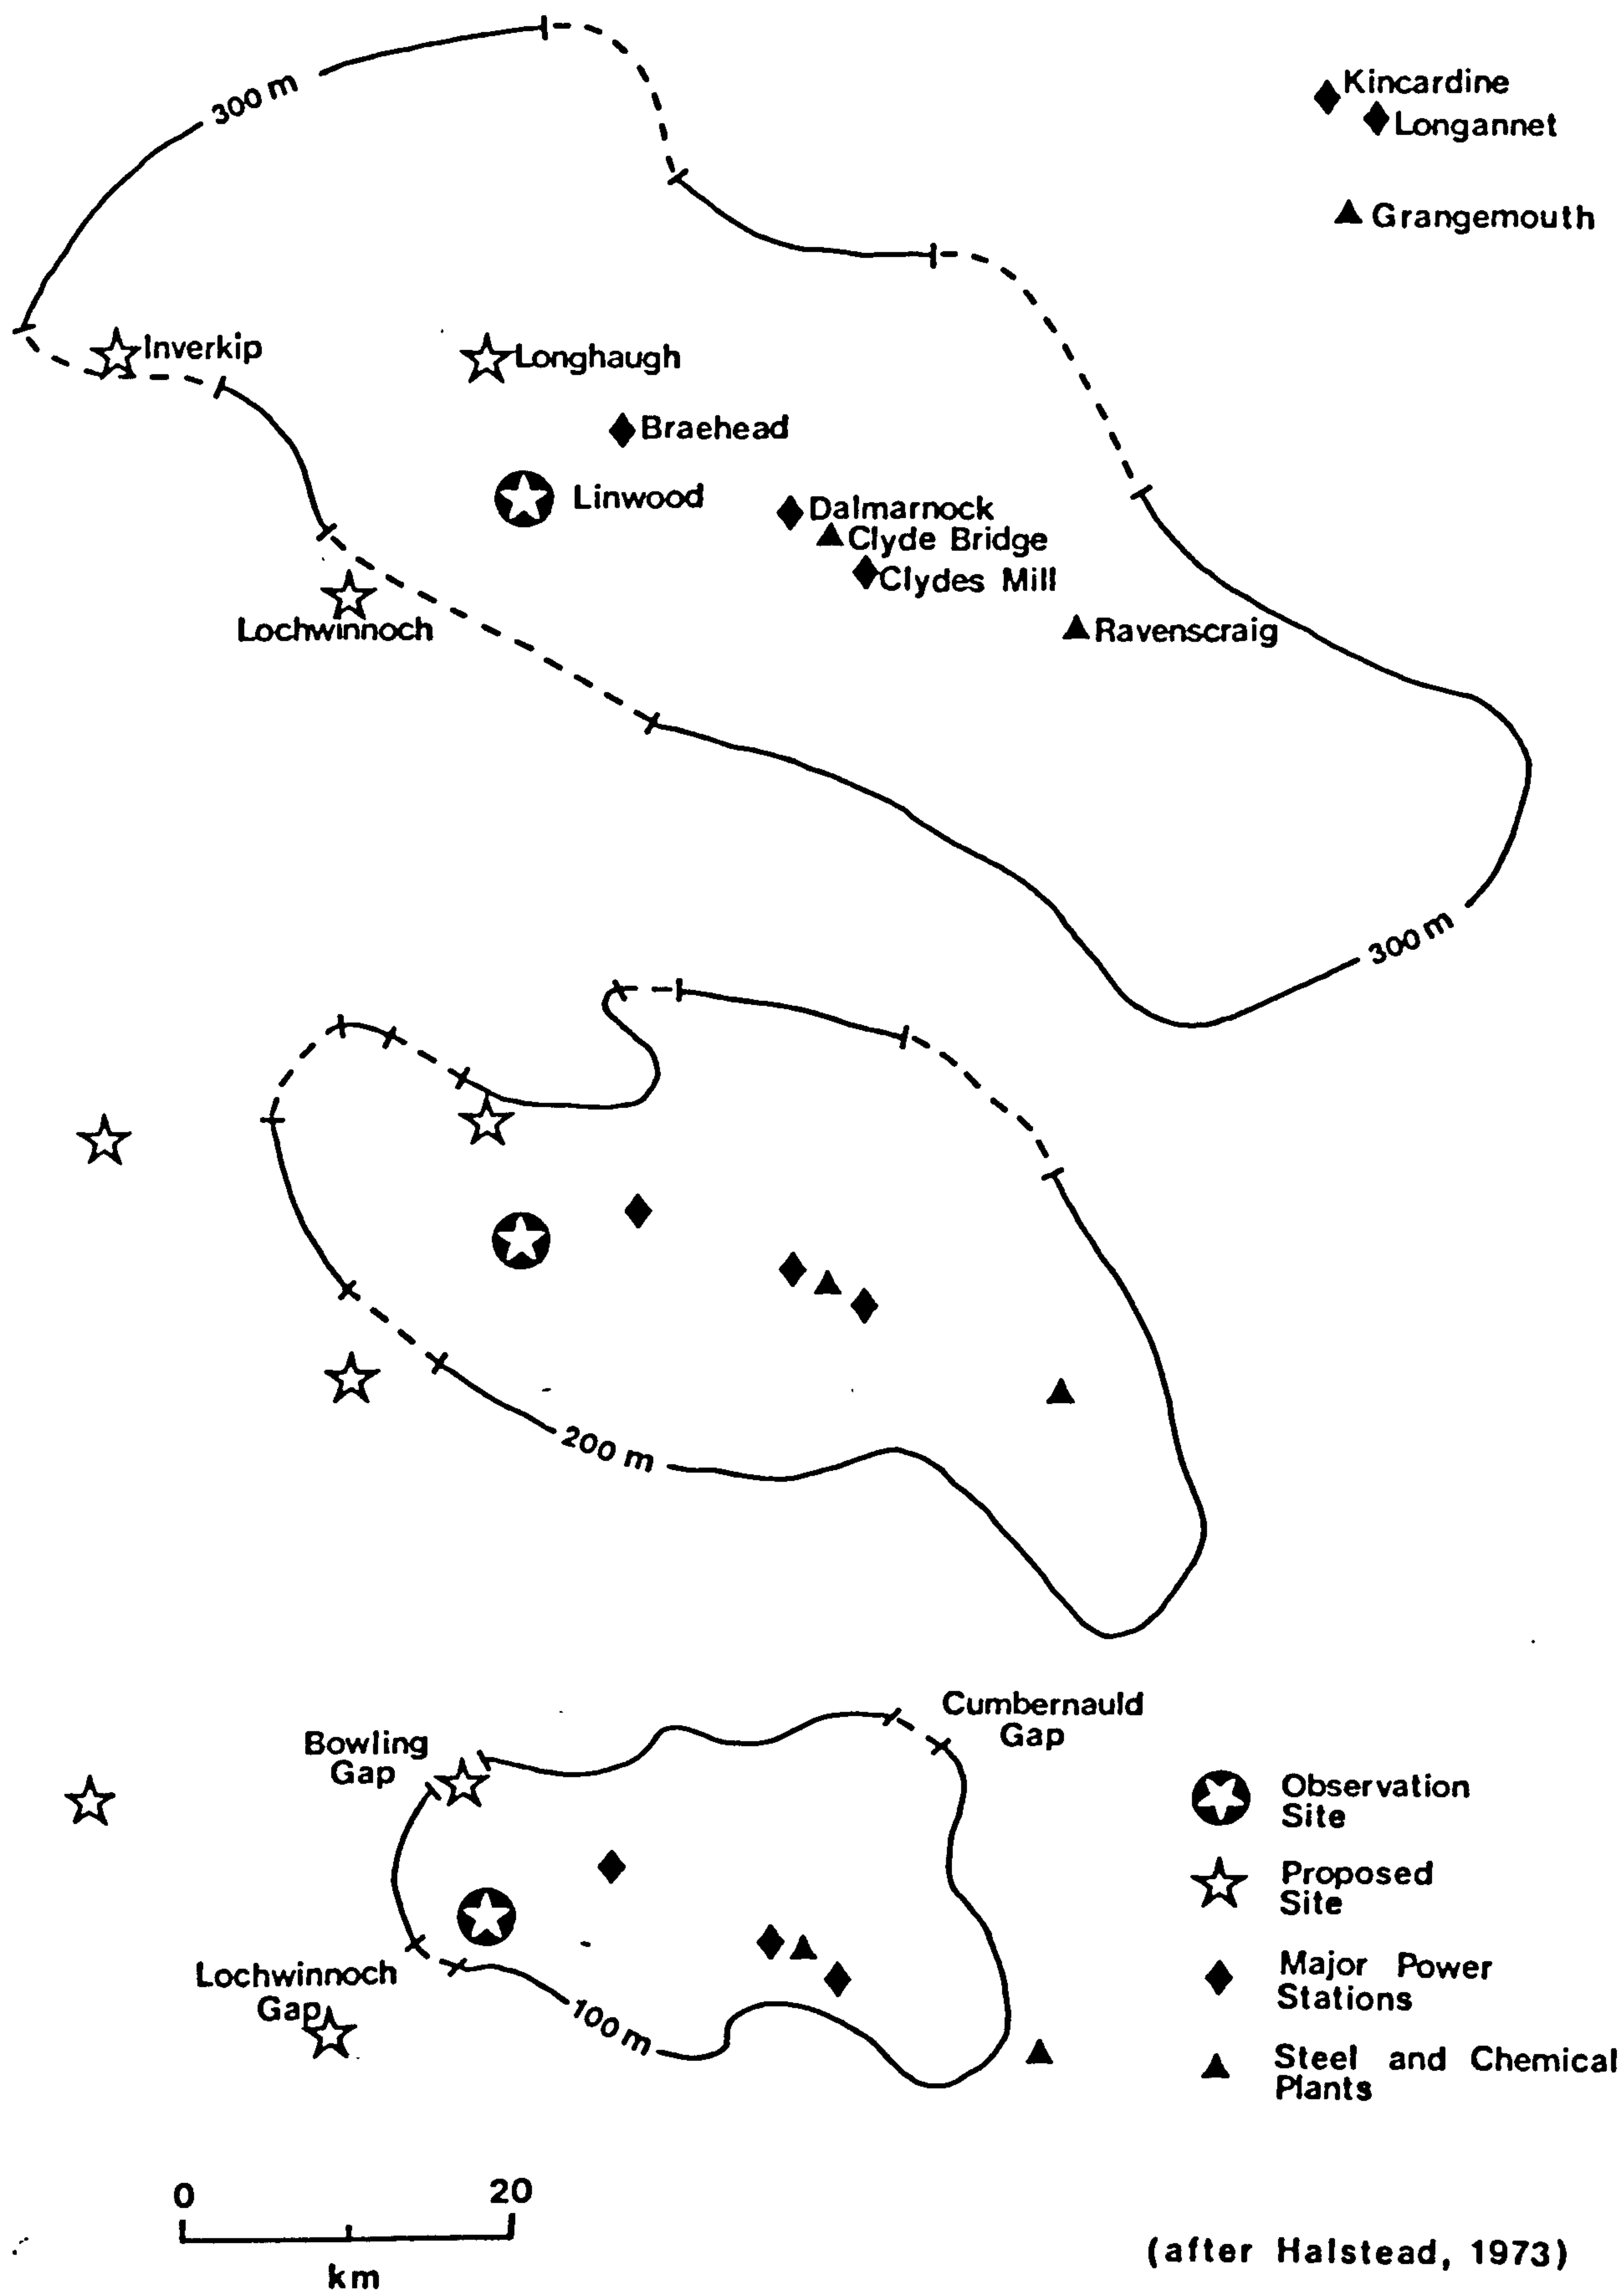 300 m
Kincardine
Longannet
Grangemouth
Inverkip
Longhaugh
Braehead
Linwood
Dalmarnock
Clyde Bridge
Clydes Mill
Lochwinnoch
Ravenscraig
300 m
200 m
Cumbernauld
Gap
Bowling
Gap
Observation
Site
Proposed
Site
Lochwinnoch
Gap
100 m
Major Power
Stations
Steel and Chemical
Plants
0 20
km
(after Halstead, 1973)